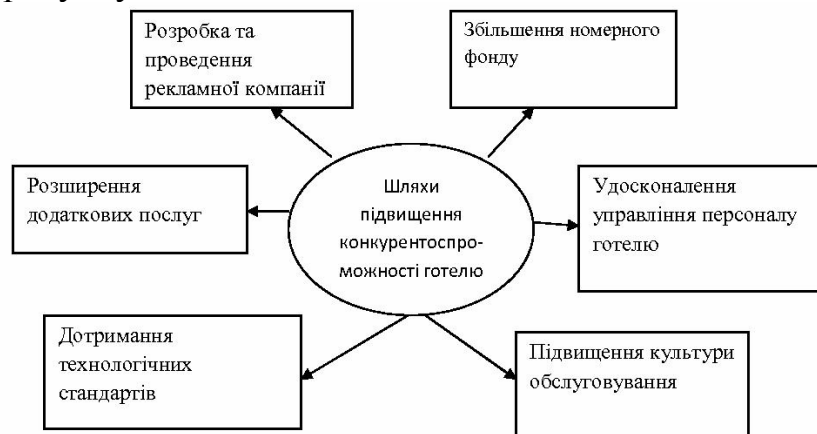 Розробка та
проведення
рекламної компанії
Збільшення номерного
фонду
Розширення
додаткових послуг
Шляхи
підвищення
конкурентоспро-
можності готелю
Удосконалення
управління персоналу
готелю
Дотримання
технологічних
стандартів
Підвищення культури
обслуговування